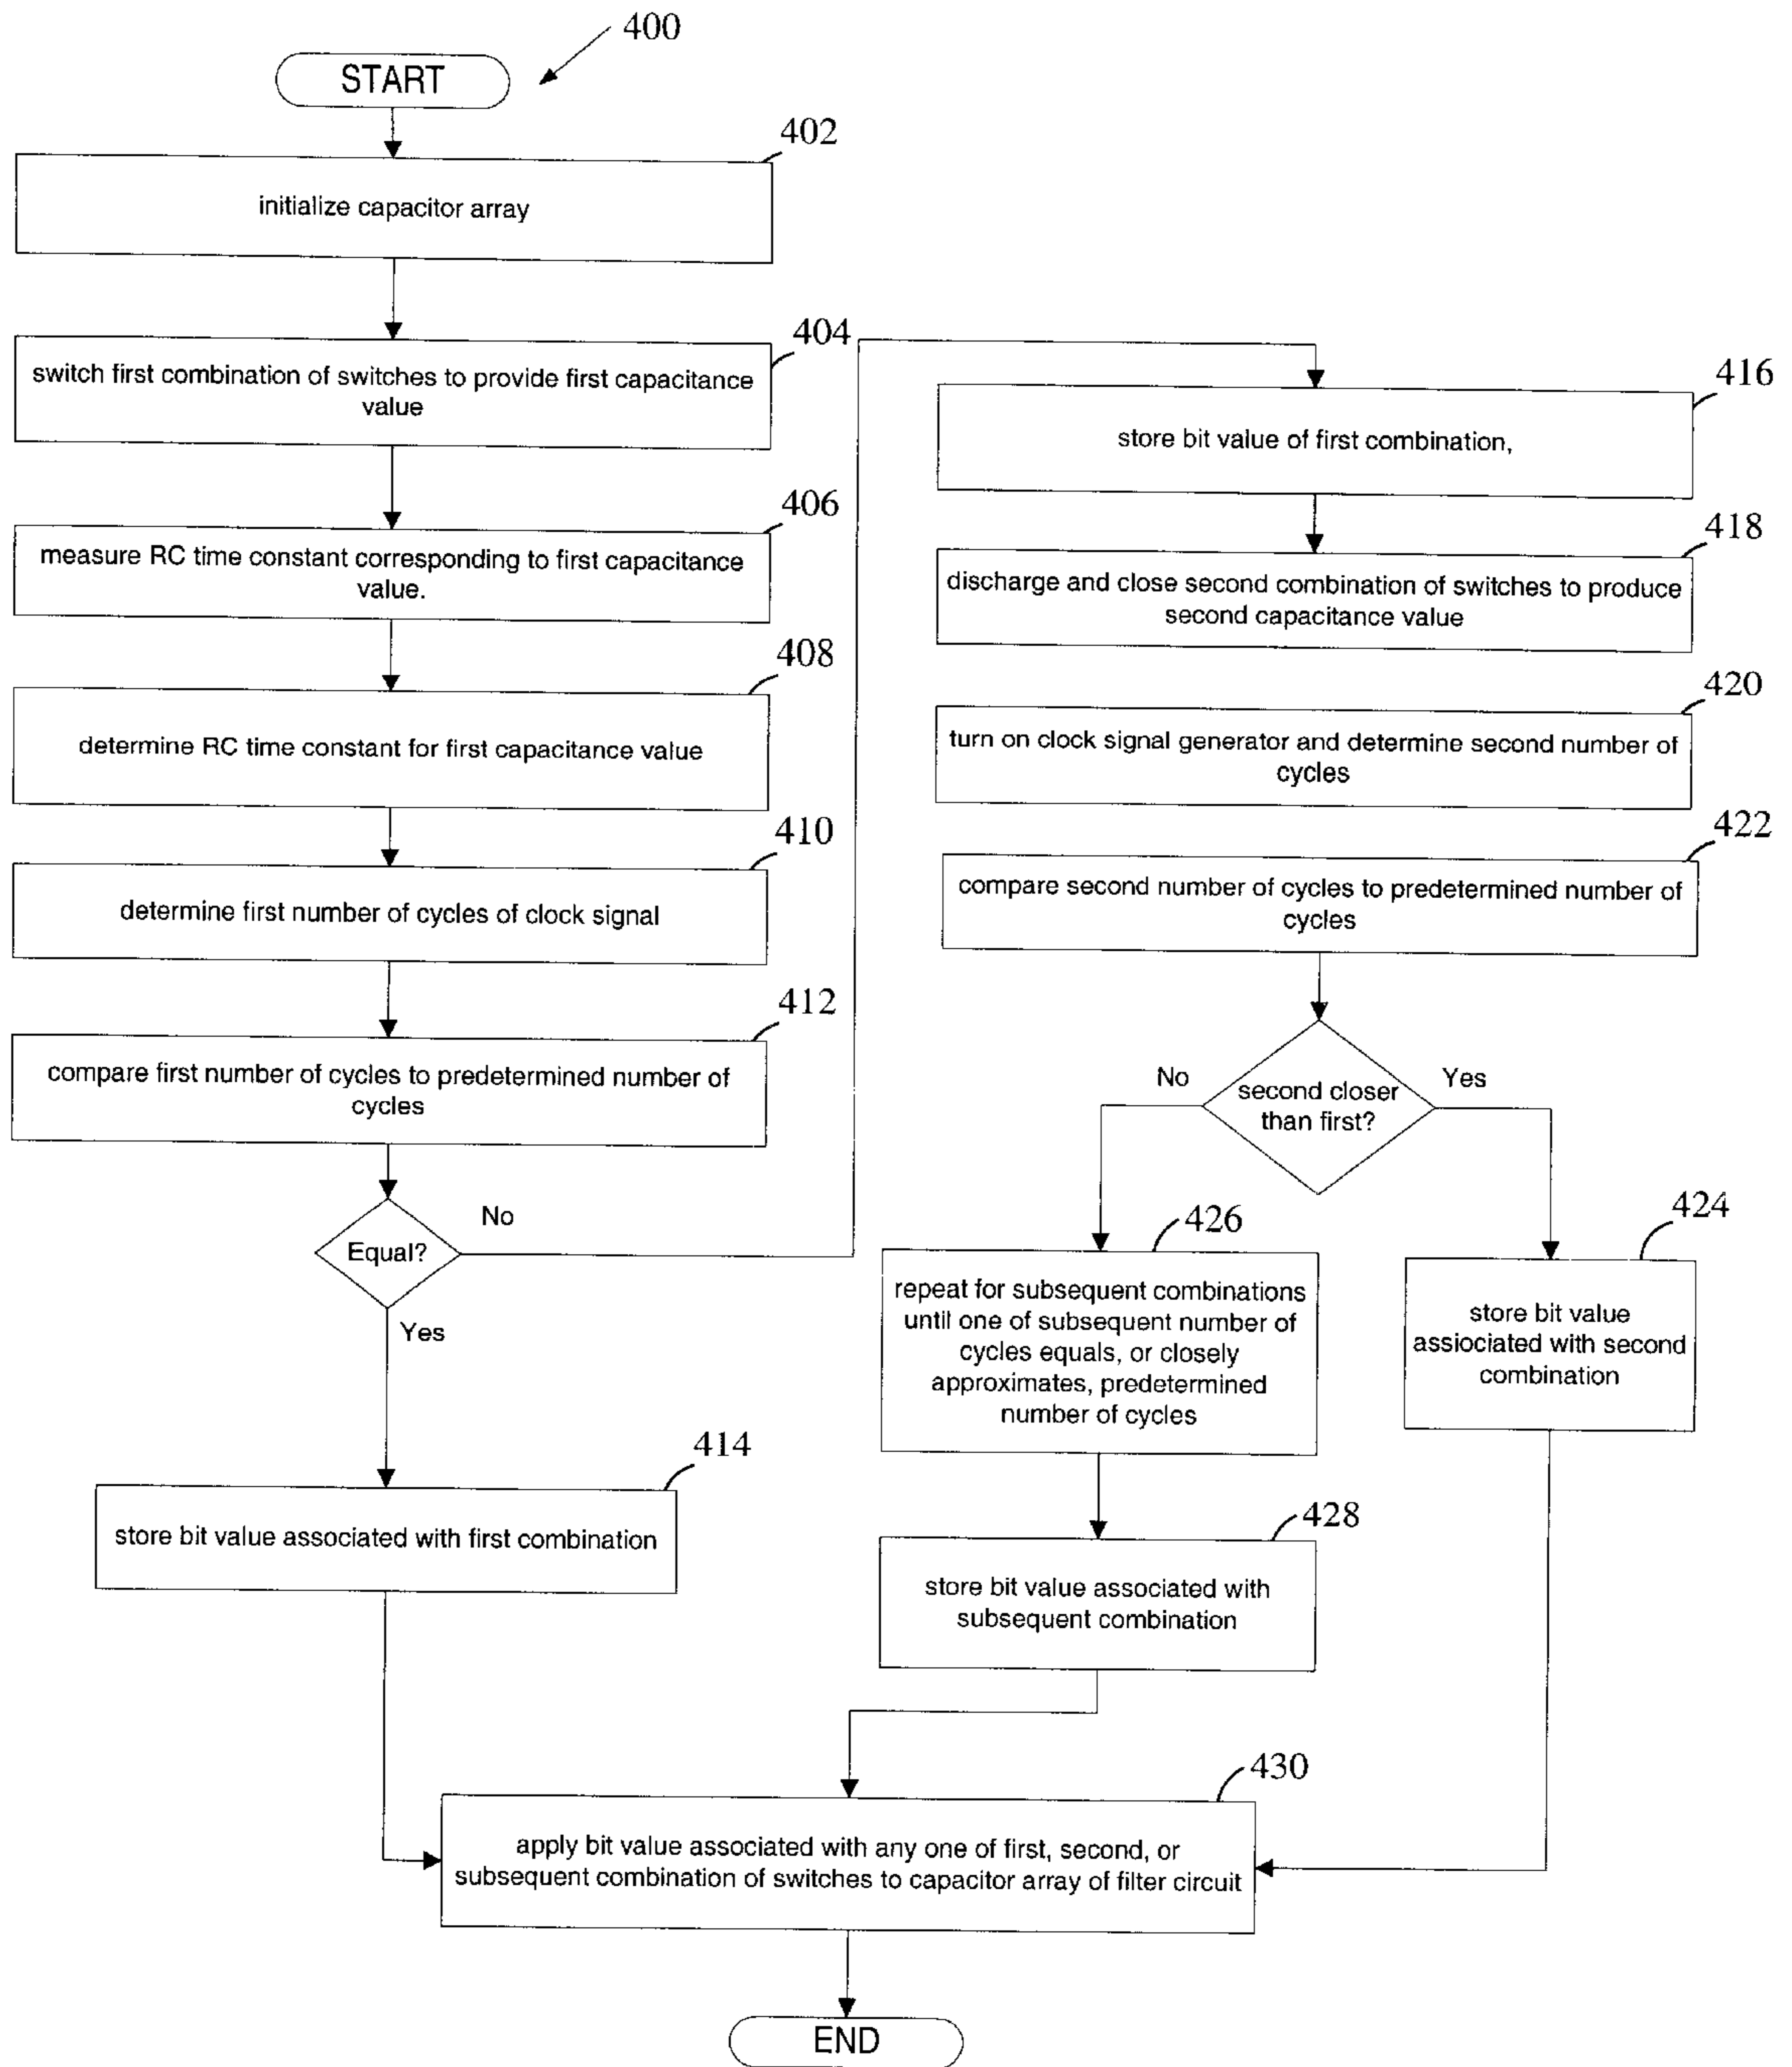 400
START
402
initialize capacitor array
404
switch first combination of switches to provide first capacitance
value
406
measure RC time constant corresponding to first capacitance
value.
408
determine RC time constant for first capacitance value
410
determine first number of cycles of clock signal
412
compare first number of cycles to predetermined number of
cycles
Equal?
No
Yes
414
store bit value associated with first combination
416
store bit value of first combination,
418
discharge and close second combination of switches to produce
second capacitance value
420
turn on clock signal generator and determine second number of
cycles
422
compare second number of cycles to predetermined number of
cycles
second closer
than first?
No
Yes
426
repeat for subsequent combinations
until one of subsequent number of
cycles equals, or closely
approximates, predetermined
number of cycles
424
store bit value
assiociated with second
combination
428
store bit value associated with
subsequent combination
430
apply bit value associated with any one of first, second, or
subsequent combination of switches to capacitor array of filter circuit
END